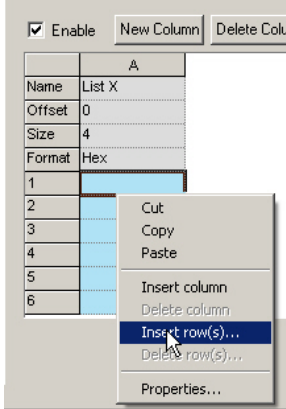 Enable New Column Delete Colu
A
Name List X
Offset 0
Size 4
Format Hex
1
2
3
4
5
6
Cut
Copy
Paste
Insert column
Delete column
Insert row(s)...
Delete row(s)...
Properties...